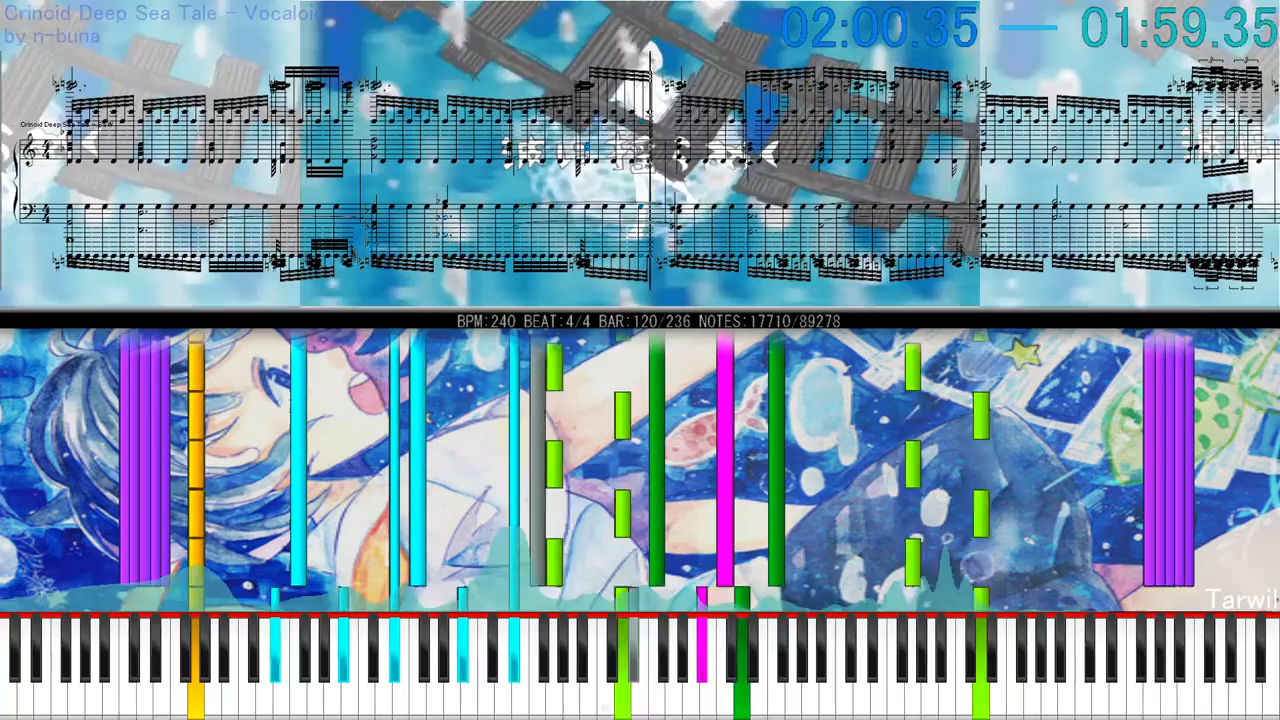 Crinoid Deep Sea Tale - Vocaloid
by n-buna
02:00.35 — 01:59.35
BPM:240 BEAT:4/4 BAR:120/236 NOTES:17710/89278
Tarwil